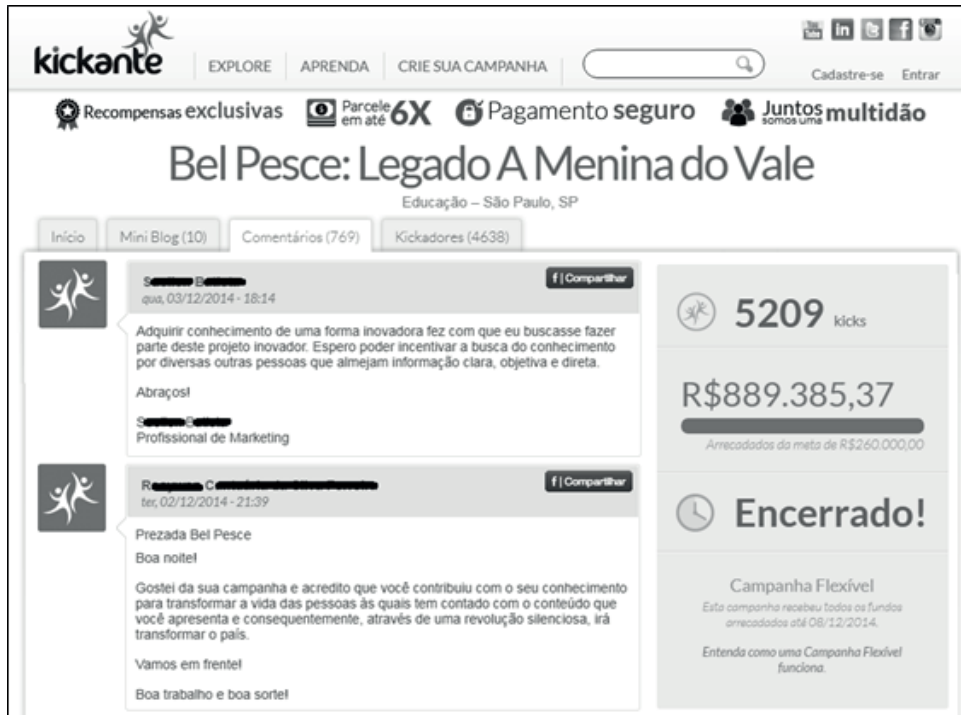 kickante
EXPLORE
APRENDA
CRIE SUA CAMPANHA
Cadastre-se
Entrar
Recompensas exclusivas
Parcele
em até 6X
Pagamento seguro
Juntos
somos uma multidão
Bel Pesce: Legado A Menina do Vale
Educação – São Paulo, SP
Início
Mini Blog (10)
Comentários (769)
Kickadores (4638)
f | Compartilhar
qua, 03/12/2014 - 18:14
Adquirir conhecimento de uma forma inovadora fez com que eu buscasse fazer
parte deste projeto inovador. Espero poder incentivar a busca do conhecimento
por diversas outras pessoas que almejam informação clara, objetiva e direta.
Abraços!
Profissional de Marketing
f | Compartilhar
ter, 02/12/2014 - 21:39
Prezada Bel Pesce
Boa noite!
Gostei da sua campanha e acredito que você contribuiu com o seu conhecimento
para transformar a vida das pessoas às quais tem contado com o conteúdo que
você apresenta e consequentemente, através de uma revolução silenciosa, irá
transformar o país.
Vamos em frente!
Boa trabalho e boa sorte!
5209 kicks
R$889.385,37
Arrecadados da meta de R$260.000,00
Encerrado!
Campanha Flexível
Esta campanha recebeu todos os fundos
arrecadados até 08/12/2014.
Entenda como uma Campanha Flexível
funciona.